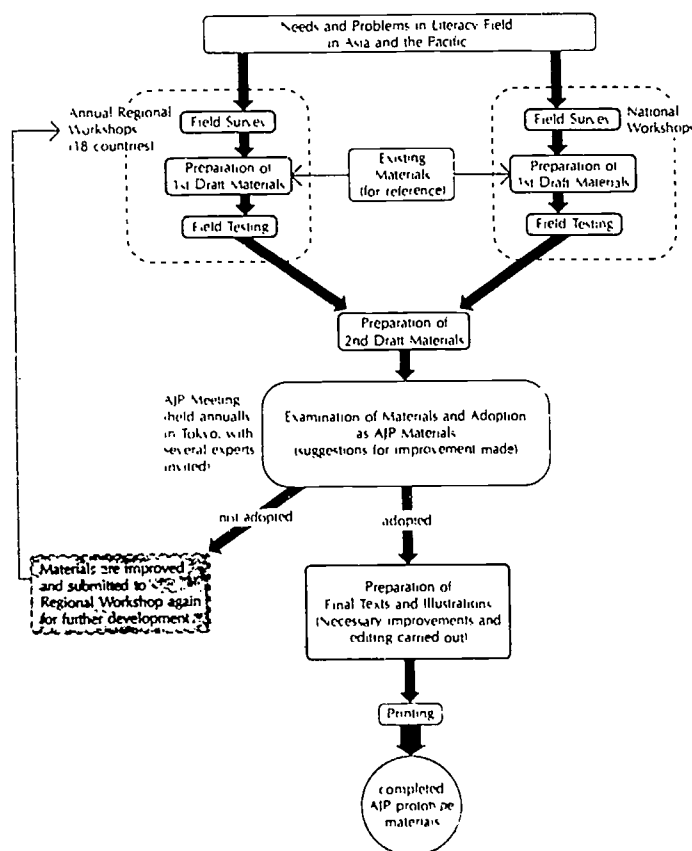 Needs and Problems in Literacy Field
in Asia and the Pacific
Annual Regional
Workshops
(18 countries)
Field Survey
Preparation of
1st Draft Materials
Field Testing
Existing
Materials
(for reference)
National
Workshops
Field Survey
Preparation of
1st Draft Materials
Field Testing
Preparation of
2nd Draft Materials
AJP Meeting
(held annually
in Tokyo, with
several experts
invited)
Examination of Materials and Adoption
as AJP Materials
(suggestions for improvement made)
not adopted
adopted
Materials are improved
and submitted to
Regional Workshop again
for further development
Preparation of
Final Texts and Illustrations
(Necessary improvements and
editing carried out)
Printing
completed
AJP prototype
materials